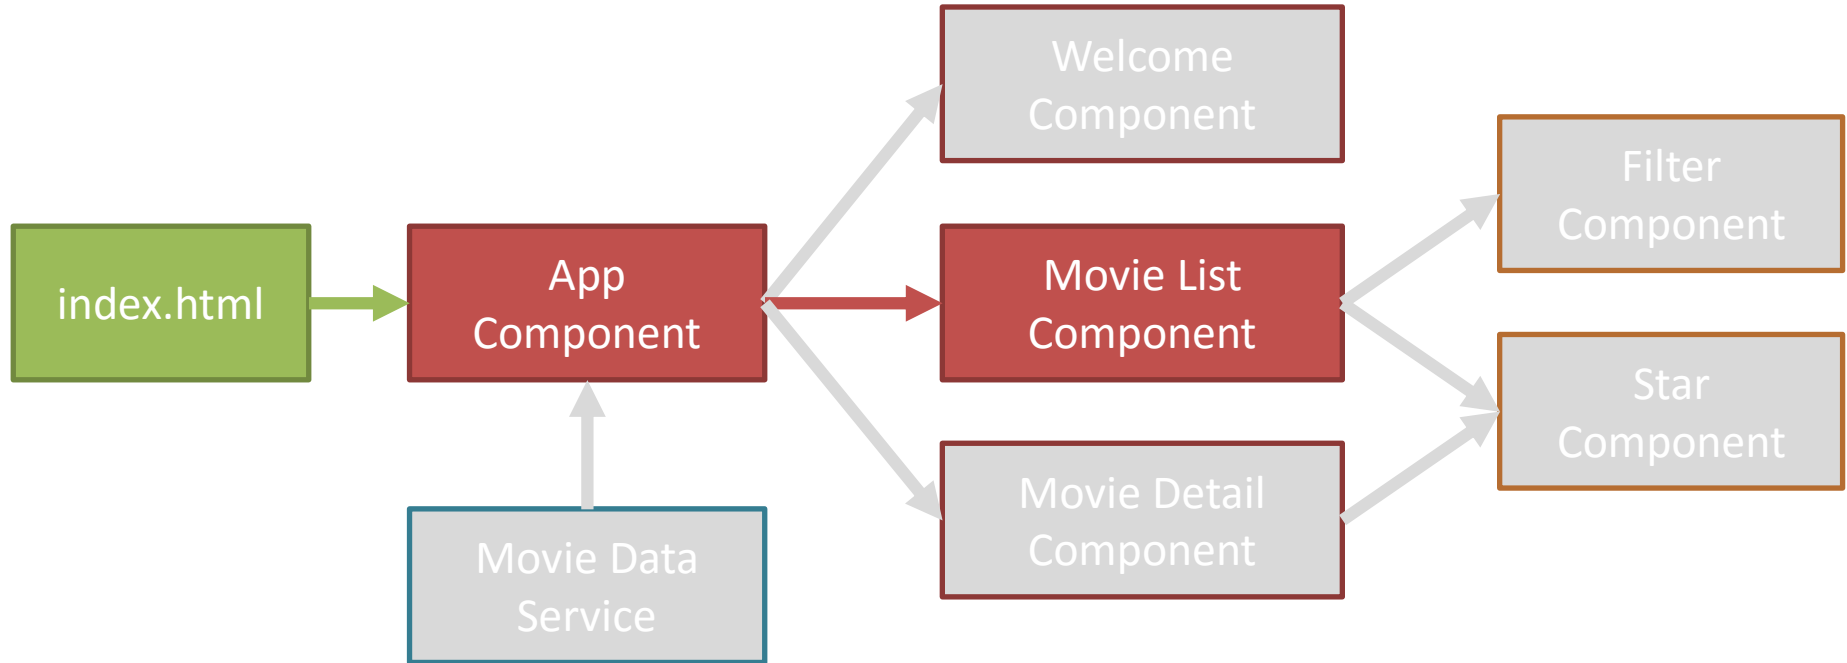 index.html
App
Component
Movie Data
Service
Welcome
Component
Movie List
Component
Movie Detail
Component
Filter
Component
Star
Component